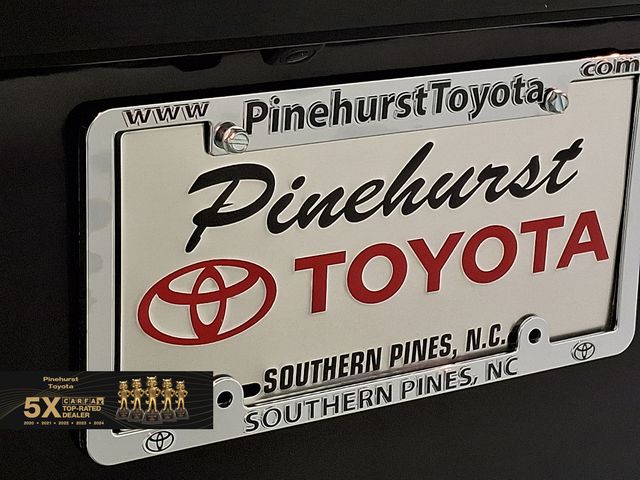 www PinehurstToyota com
Pinehurst
TOYOTA
SOUTHERN PINES, N.C.
SOUTHERN PINES, NC
Pinehurst
Toyota
5X CARFAX
TOP-RATED
DEALER
2020 • 2021 • 2022 • 2023 • 2024